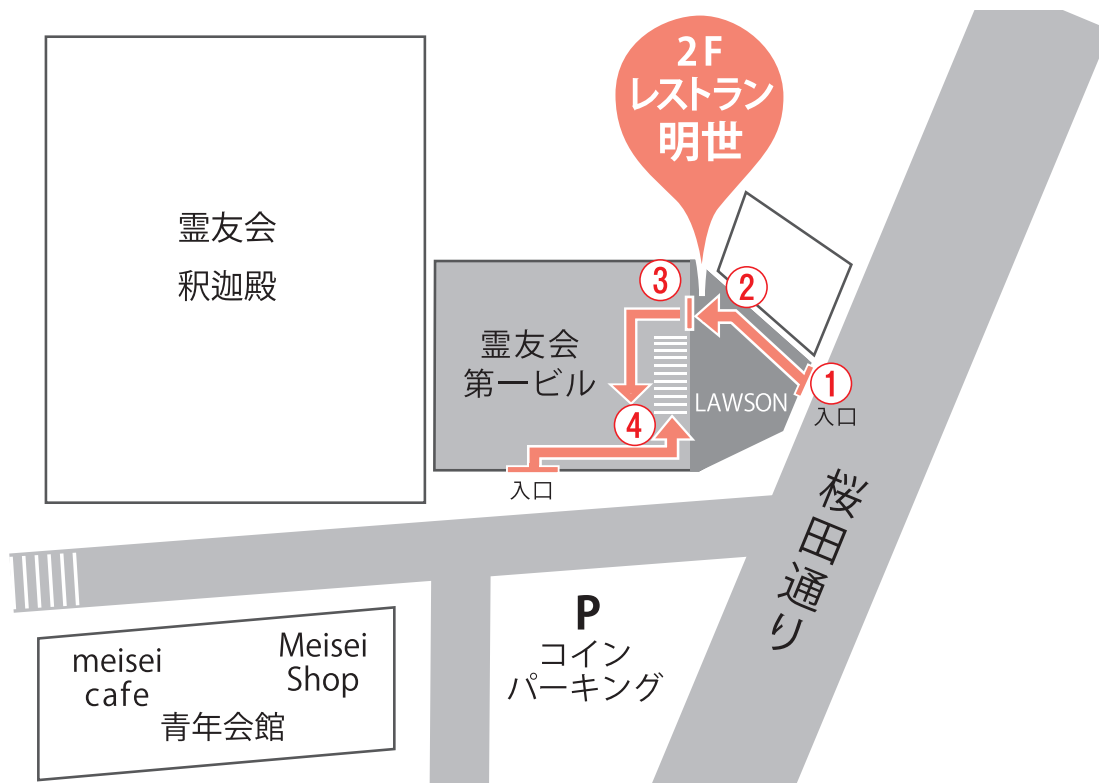 2F
レストラン
明世
霊友会
釈迦殿
③
②
霊友会
第一ビル
LAWSON
①
入口
④
入口
桜田通り
P
コイン
パーキング
meisei
cafe
Meisei
Shop
青年会館